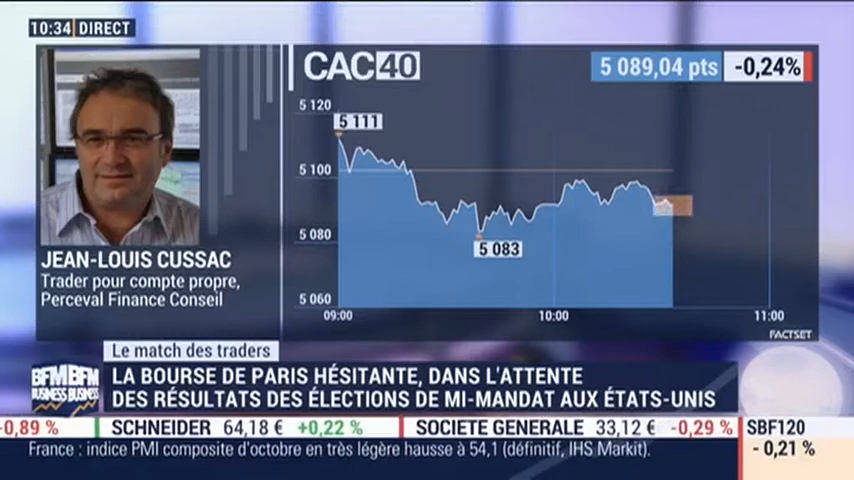 10:34 DIRECT
CAC40
5 089,04 pts -0,24%
5 120
5 111
5 100
5 083
5 080
5 060
09:00 10:00 11:00
FACTSET
JEAN-LOUIS CUSSAC
Trader pour compte propre,
Perceval Finance Conseil
Le match des traders
BFM BFM
BUSINESS BUSINESS
LA BOURSE DE PARIS HÉSITANTE, DANS L'ATTENTE
DES RÉSULTATS DES ÉLECTIONS DE MI-MANDAT AUX ÉTATS-UNIS
-0,89 % SCHNEIDER 64,18 € +0,22 % SOCIETE GENERALE 33,12 € -0,29 %
SBF120
- 0,21 %
France : indice PMI composite d'octobre en très légère hausse à 54,1 (définitif, IHS Markit).